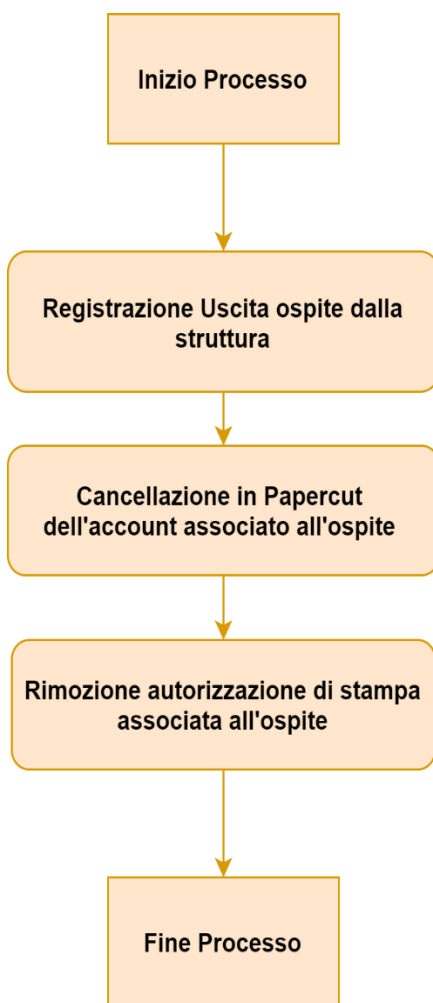 Inizio Processo
Registrazione Uscita ospite dalla
struttura
Cancellazione in Papercut
dell'account associato all'ospite
Rimozione autorizzazione di stampa
associata all'ospite
Fine Processo